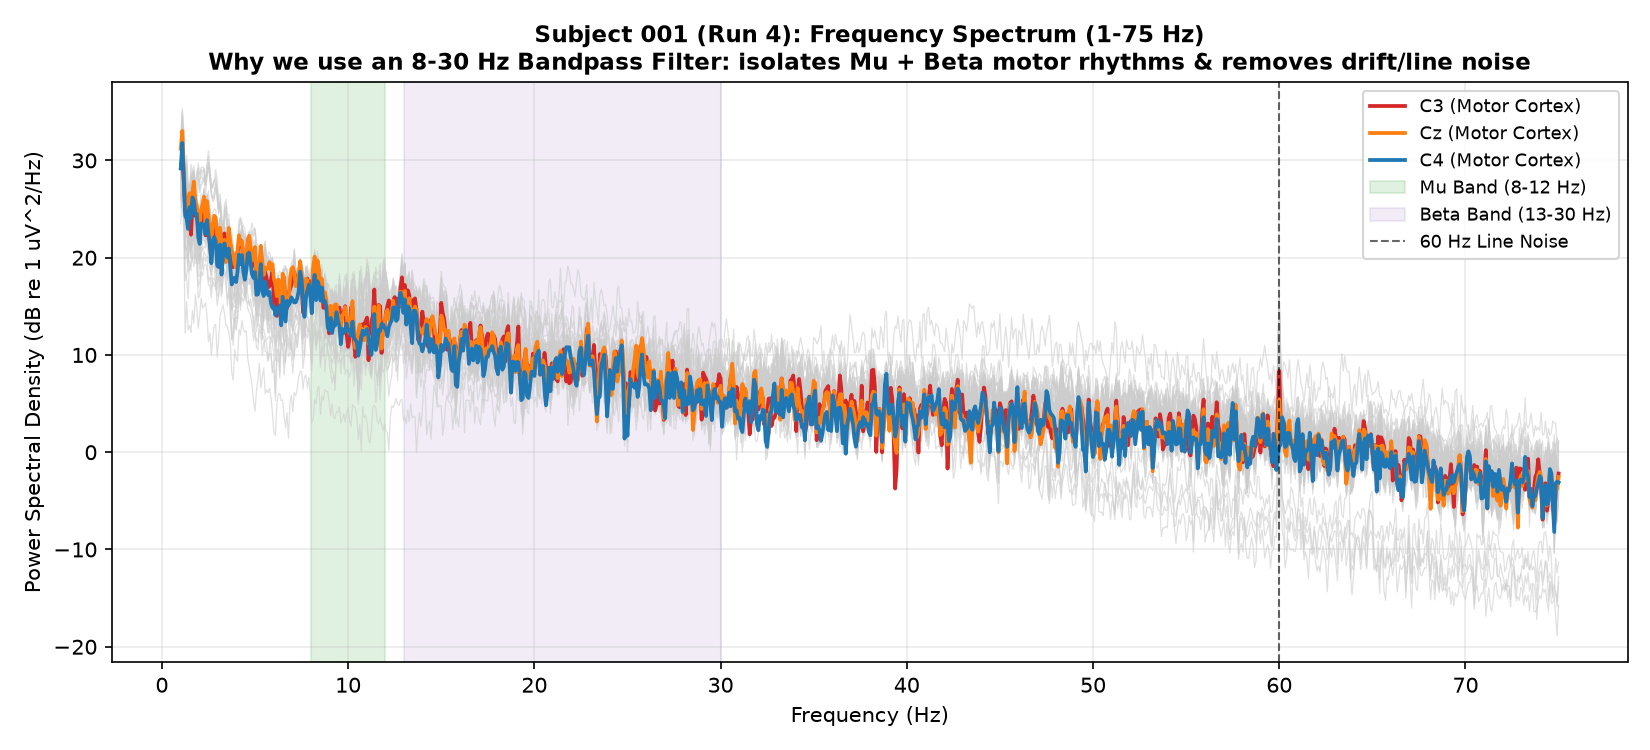 Subject 001 (Run 4): Frequency Spectrum (1-75 Hz)
Why we use an 8-30 Hz Bandpass Filter: isolates Mu + Beta motor rhythms & removes drift/line noise
Power Spectral Density (dB re 1 uV^2/Hz)
30
20
10
0
−10
−20
C3 (Motor Cortex)
Cz (Motor Cortex)
C4 (Motor Cortex)
Mu Band (8-12 Hz)
Beta Band (13-30 Hz)
60 Hz Line Noise
0 10 20 30 40 50 60 70
Frequency (Hz)